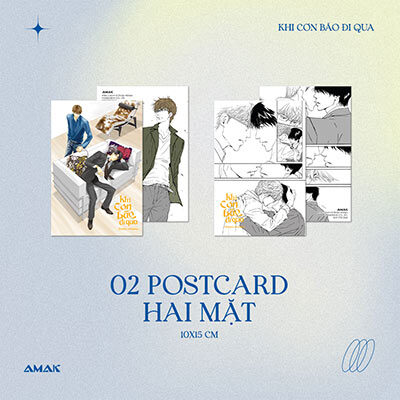 KHI CƠN BÃO ĐI QUA
AMAK
khi
cơn
bão
đi qua
khi
cơn
bão
đi qua
AMAK
02 POSTCARD
HAI MẶT
10X15 CM
AMAK